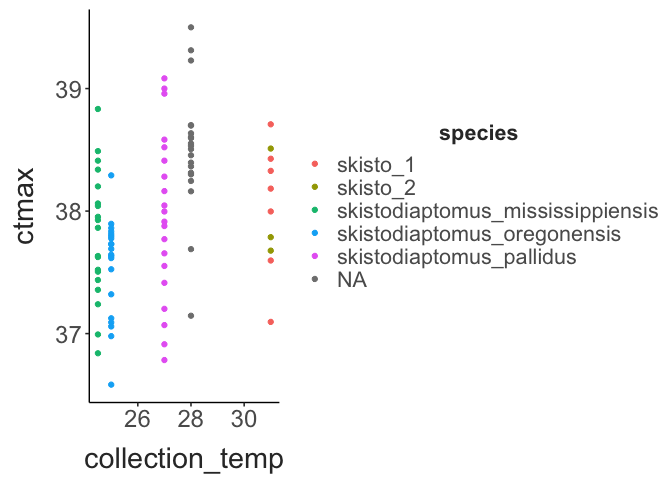 39
38
37
ctmax
26 28 30
collection_temp
species
skisto_1
skisto_2
skistodiaptomus_mississippiensis
skistodiaptomus_oregonensis
skistodiaptomus_pallidus
NA